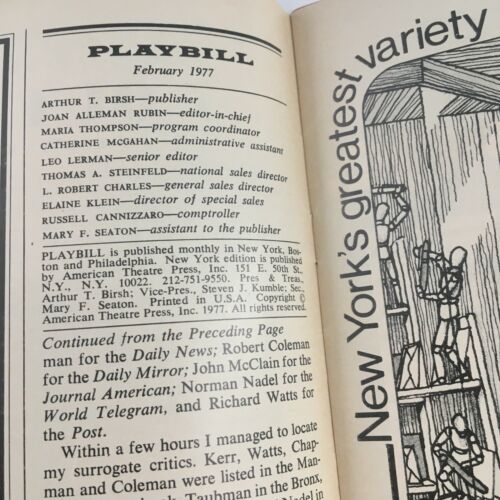 PLAYBILL
February 1977
ARTHUR T. BIRSH—publisher
JOAN ALLEMAN RUBIN—editor-in-chief
MARIA THOMPSON—program coordinator
CATHERINE McGAHAN—administrative assistant
LEO LERMAN—senior editor
THOMAS A. STEINFELD—national sales director
L. ROBERT CHARLES—general sales director
ELAINE KLEIN—director of special sales
RUSSELL CANNIZZARO—comptroller
MARY F. SEATON—assistant to the publisher
PLAYBILL is published monthly in New York, Bos-
ton and Philadelphia. New York edition is published
by American Theatre Press, Inc. 151 E. 50th St.,
N.Y., N.Y. 10022. 212-751-9550. Pres & Treas.,
Arthur T. Birsh; Vice-Pres., Steven J. Kumble; Sec.,
Mary F. Seaton. Printed in U.S.A. Copyright ©
American Theatre Press, Inc. 1977. All rights reserved.
Continued from the Preceding Page
man for the Daily News; Robert Coleman
for the Daily Mirror; John McClain for the
Journal American; Norman Nadel for the
World Telegram, and Richard Watts for
the Post.
Within a few hours I managed to locate
my surrogate critics. Kerr, Watts, Chap-
man and Coleman were listed in the Man-
Taubman in the Bronx,
Nadel in
New York's greatest variety